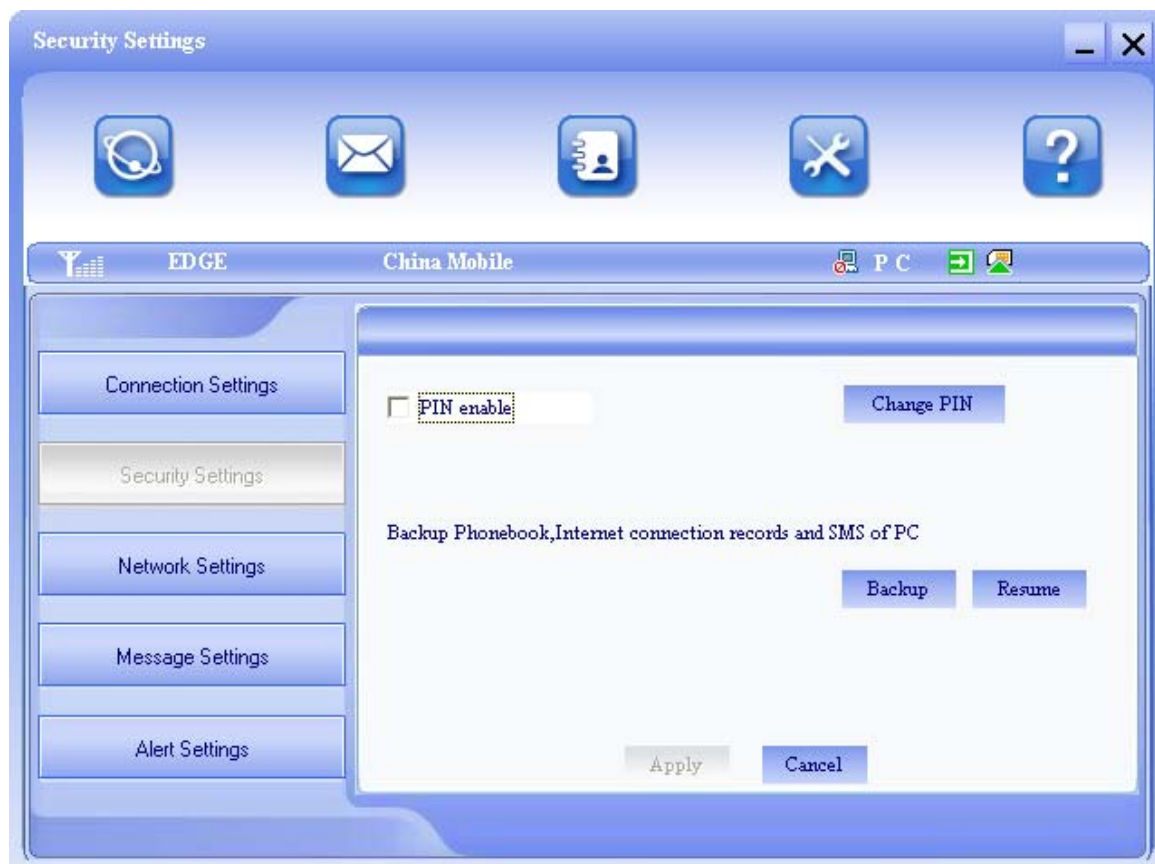 Security Settings
EDGE China Mobile P C
Connection Settings
Security Settings
Network Settings
Message Settings
Alert Settings
PIN enable Change PIN
Backup Phonebook,Internet connection records and SMS of PC
Backup Resume
Apply Cancel